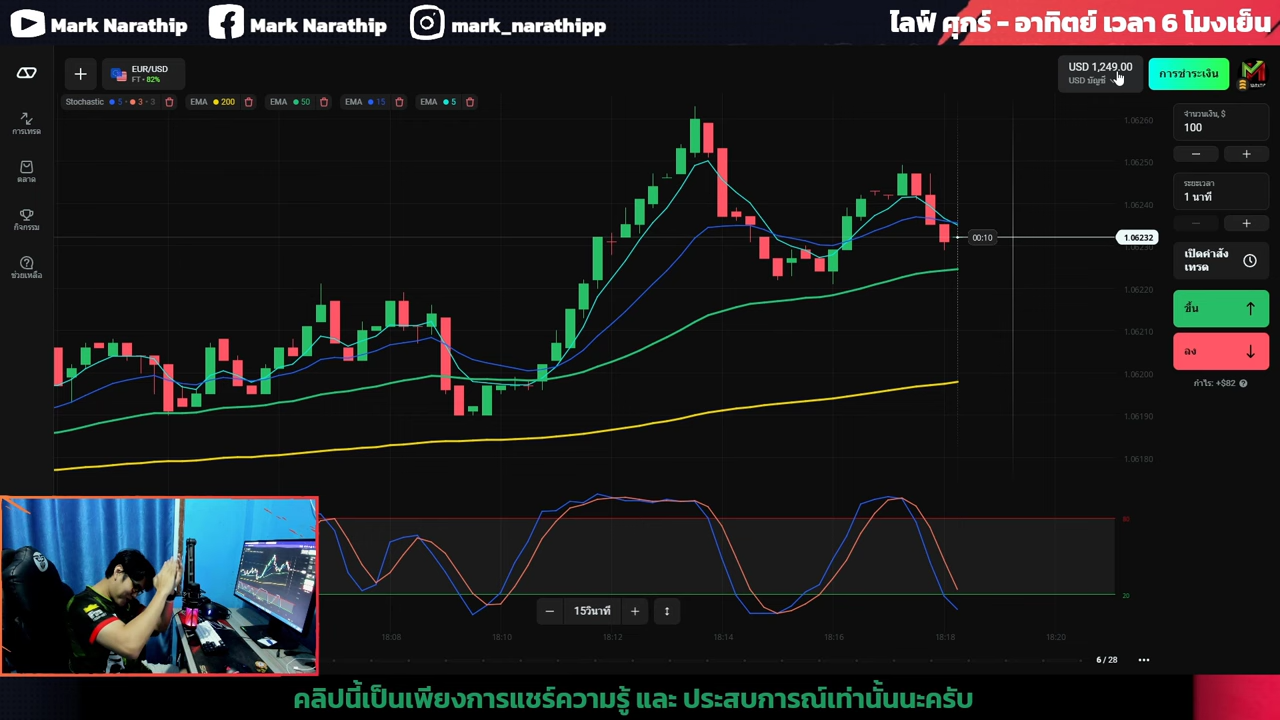 Mark Narathip
Mark Narathip
mark_narathipp
ไลฟ์ ศุกร์ - อาทิตย์ เวลา 6 โมงเย็น
EUR/USD
FT • 82%
USD 1,249.00
USD บัญชี
การชำระเงิน
Stochastic 5 3 3
EMA 200
EMA 50
EMA 15
EMA 5
การเทรด
ตลาด
กิจกรรม
ช่วยเหลือ
จำนวนเงิน, $
100
ระยะเวลา
1 นาที
เปิดคำสั่ง
เทรด
ขึ้น
ลง
กำไร: +$82
1.06260
1.06250
1.06240
1.06232
1.06220
1.06210
1.06200
1.06190
1.06180
00:10
80
20
15วินาที
18:08
18:10
18:12
18:14
18:16
18:18
18:20
6 / 28
คลิปนี้เป็นเพียงการแชร์ความรู้ และ ประสบการณ์เท่านั้นนะครับ